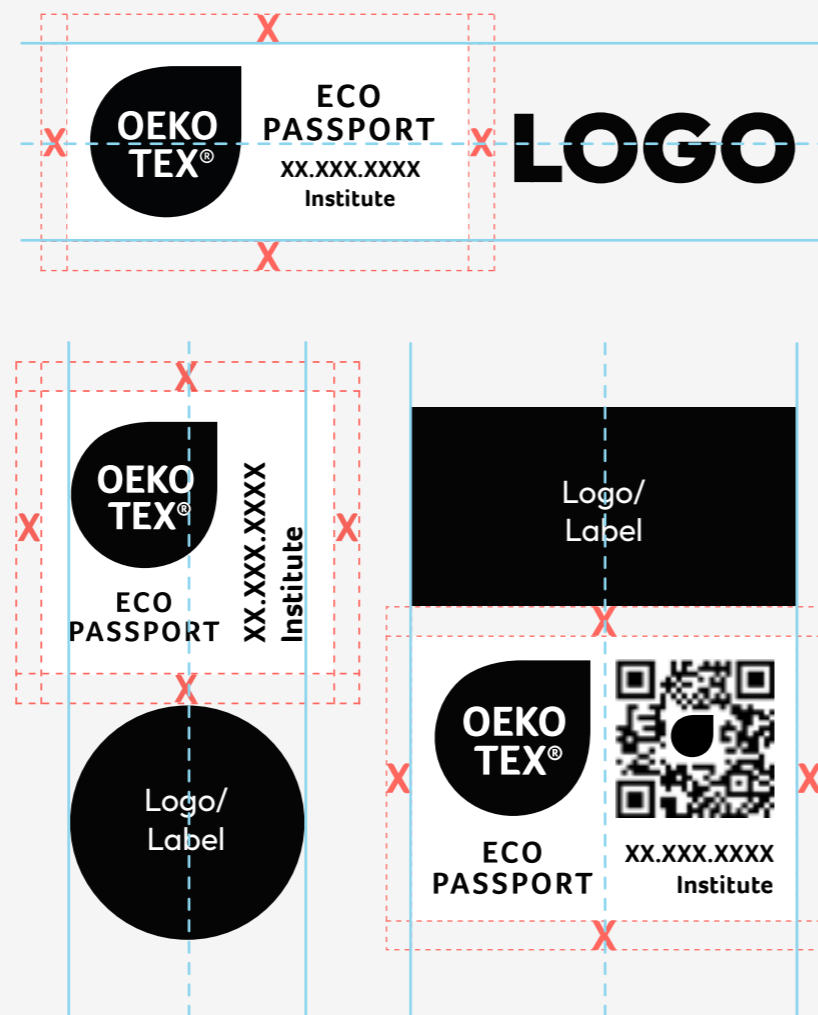 X
OEKO
TEX®
ECO
PASSPORT
XX.XXX.XXXX
Institute
X
X
LOGO
X
X
OEKO
TEX®
ECO
PASSPORT
XX.XXX.XXXX
Institute
X
X
X
Logo/
Label
Logo/
Label
X
OEKO
TEX®
ECO
PASSPORT
XX.XXX.XXXX
Institute
X
X
X